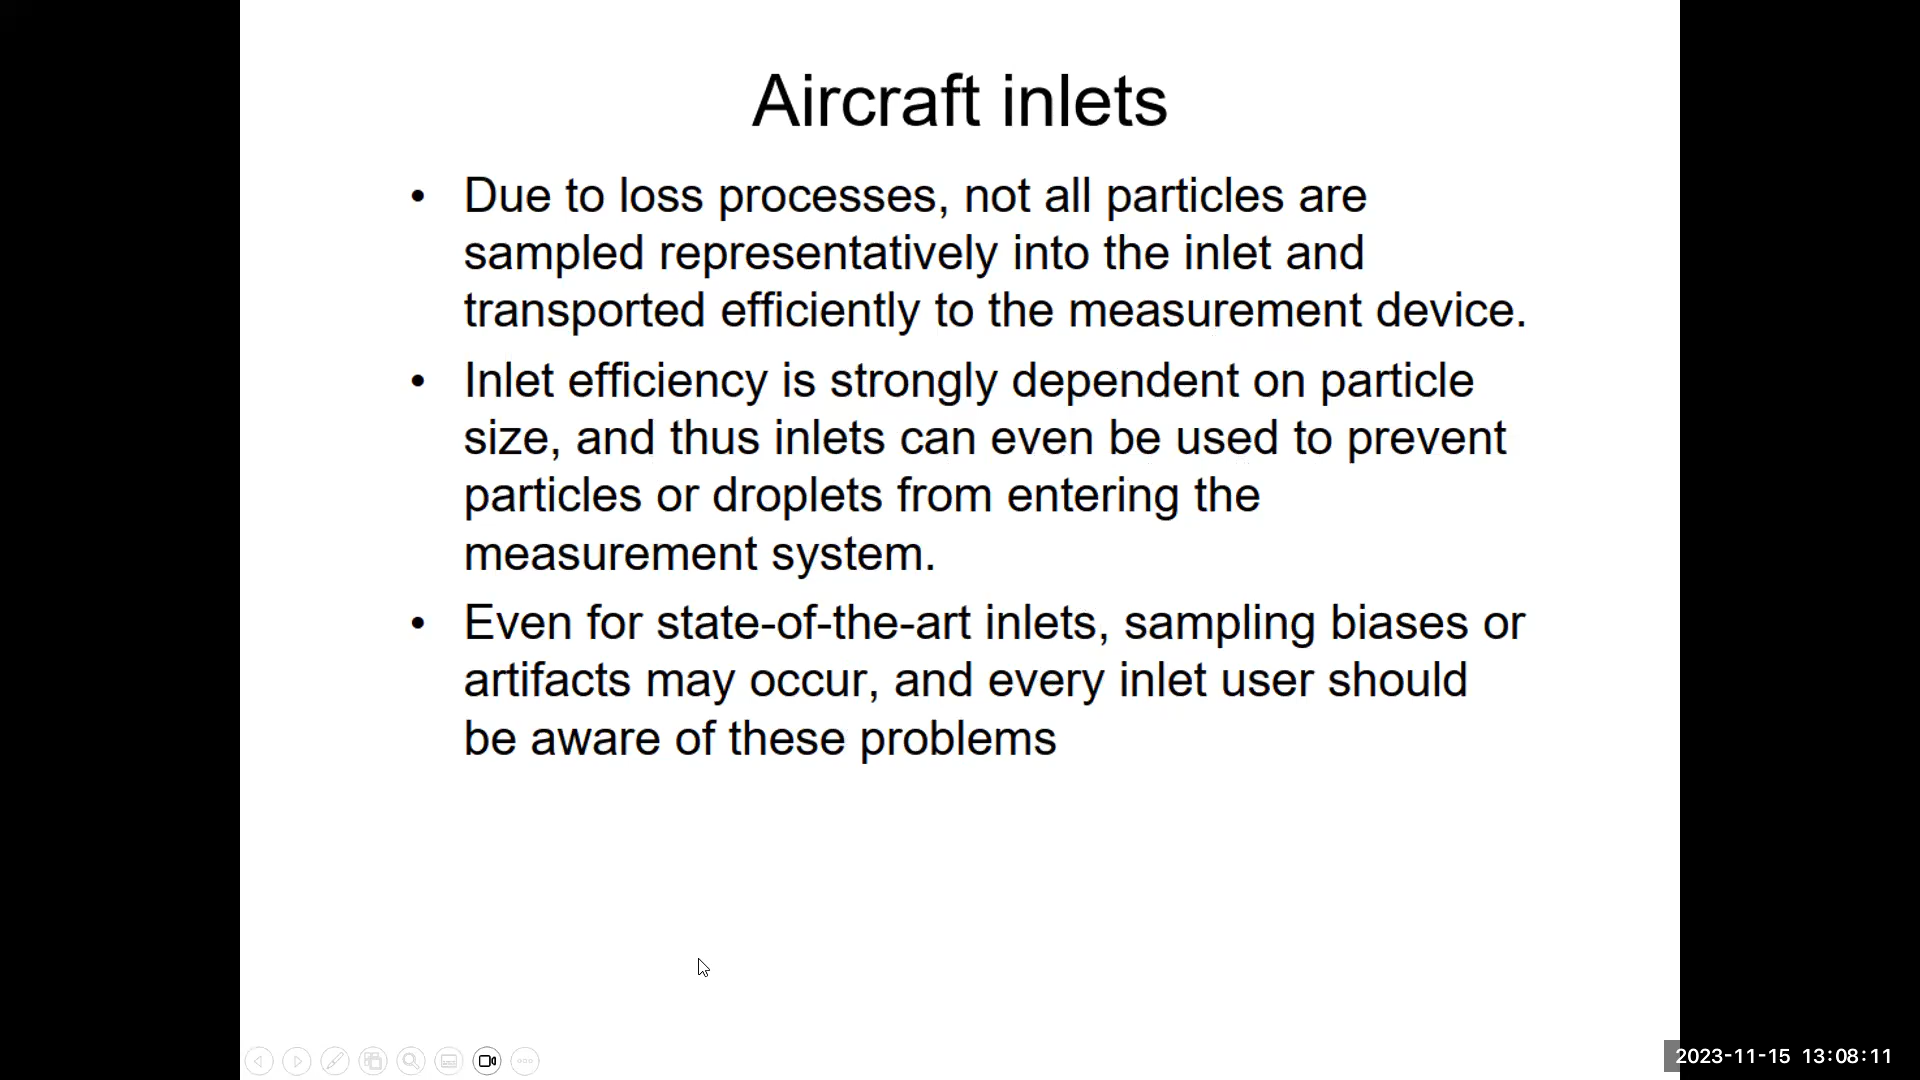 Aircraft inlets
• Due to loss processes, not all particles are
sampled representatively into the inlet and
transported efficiently to the measurement device.
• Inlet efficiency is strongly dependent on particle
size, and thus inlets can even be used to prevent
particles or droplets from entering the
measurement system.
• Even for state-of-the-art inlets, sampling biases or
artifacts may occur, and every inlet user should
be aware of these problems
2023-11-15 13:08:11